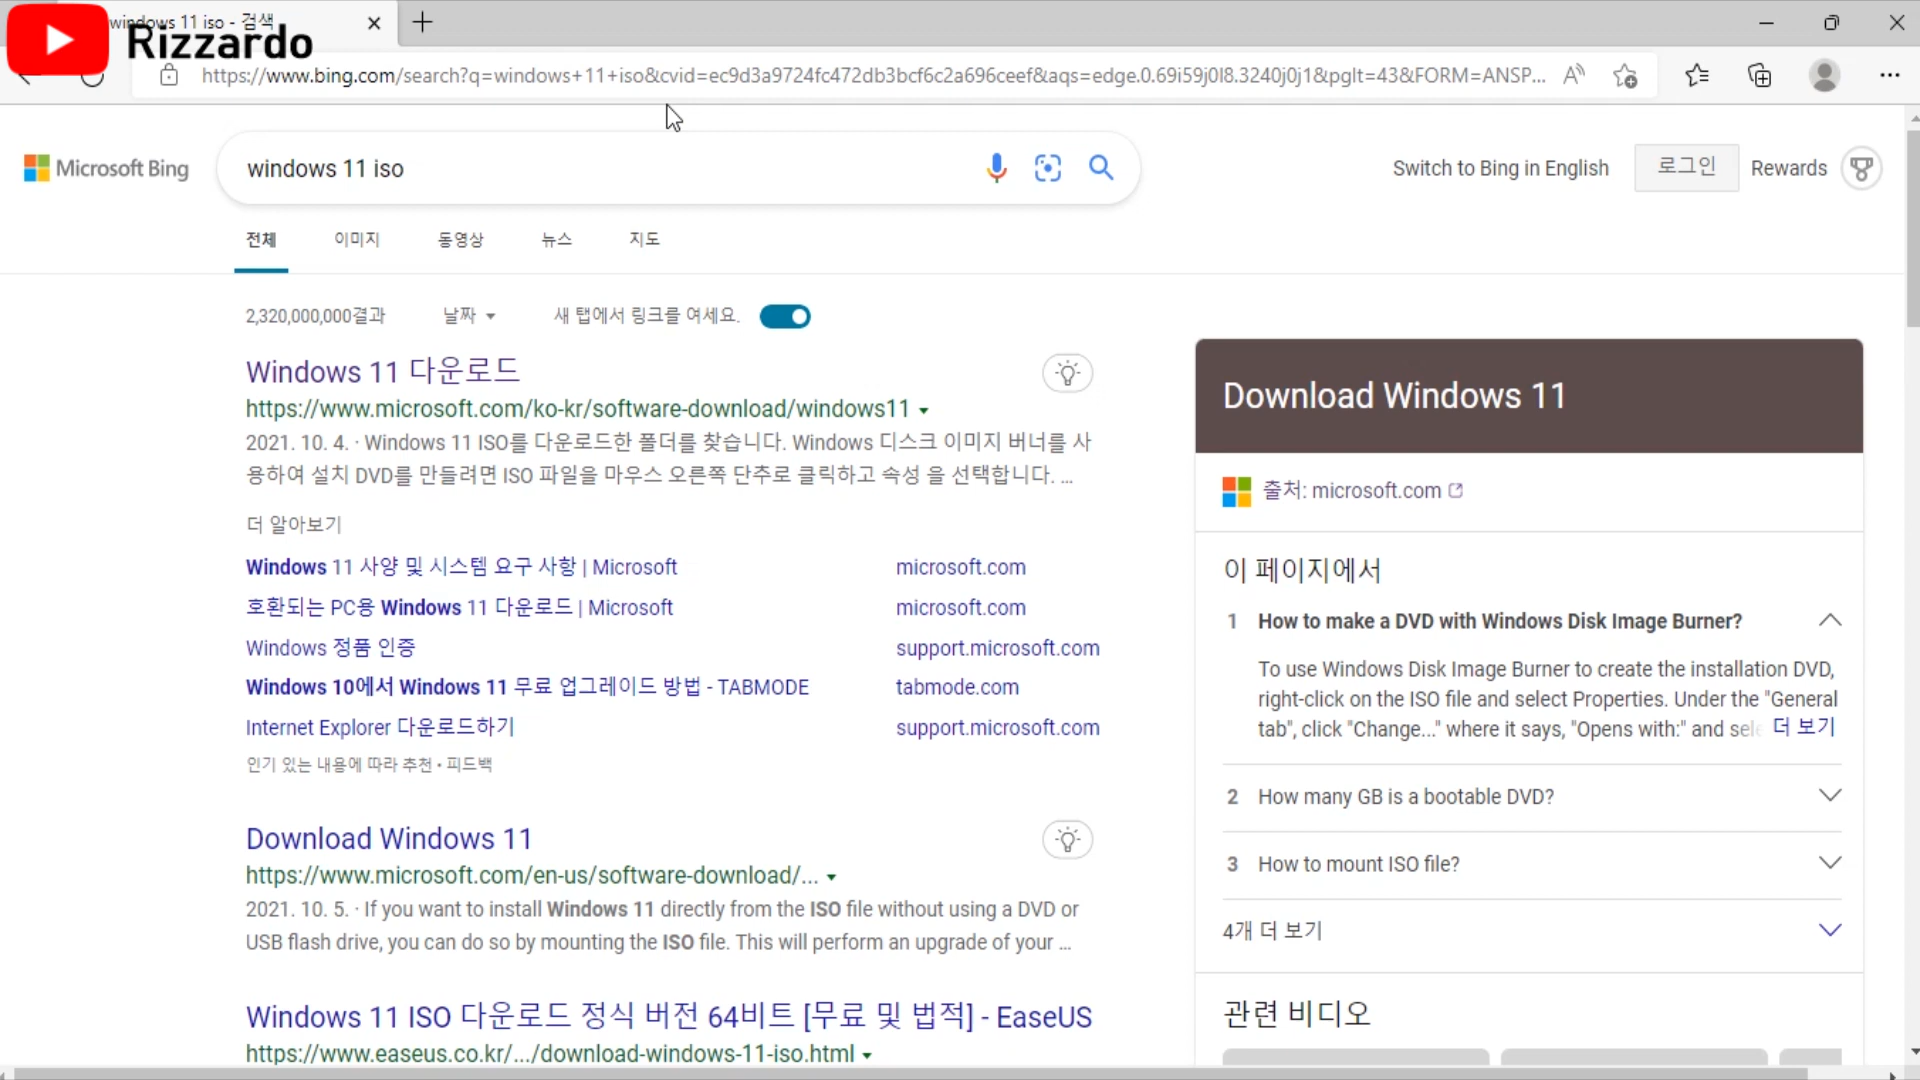 windows 11 iso - 검색
Rizzardo
https://www.bing.com/search?q=windows+11+iso&cvid=ec9d3a9724fc472db3bcf6c2a696ceef&aqs=edge.0.69i59j0l8.3240j0j1&pglt=43&FORM=ANSP...
Microsoft Bing
windows 11 iso
Switch to Bing in English
로그인
Rewards
전체 이미지 동영상 뉴스 지도
2,320,000,000결과 날짜 새 탭에서 링크를 여세요.
Windows 11 다운로드
https://www.microsoft.com/ko-kr/software-download/windows11
2021. 10. 4. · Windows 11 ISO를 다운로드한 폴더를 찾습니다. Windows 디스크 이미지 버너를 사
용하여 설치 DVD를 만들려면 ISO 파일을 마우스 오른쪽 단추로 클릭하고 속성 을 선택합니다. ...
더 알아보기
Windows 11 사양 및 시스템 요구 사항 | Microsoft microsoft.com
호환되는 PC용 Windows 11 다운로드 | Microsoft microsoft.com
Windows 정품 인증 support.microsoft.com
Windows 10에서 Windows 11 무료 업그레이드 방법 - TABMODE tabmode.com
Internet Explorer 다운로드하기 support.microsoft.com
인기 있는 내용에 따라 추천 • 피드백
Download Windows 11
https://www.microsoft.com/en-us/software-download/...
2021. 10. 5. · If you want to install Windows 11 directly from the ISO file without using a DVD or
USB flash drive, you can do so by mounting the ISO file. This will perform an upgrade of your ...
Windows 11 ISO 다운로드 정식 버전 64비트 [무료 및 법적] - EaseUS
https://www.easeus.co.kr/.../download-windows-11-iso.html
Download Windows 11
출처: microsoft.com
이 페이지에서
1 How to make a DVD with Windows Disk Image Burner?
To use Windows Disk Image Burner to create the installation DVD,
right-click on the ISO file and select Properties. Under the "General
tab", click "Change..." where it says, "Opens with:" and sele 더 보기
2 How many GB is a bootable DVD?
3 How to mount ISO file?
4개 더 보기
관련 비디오